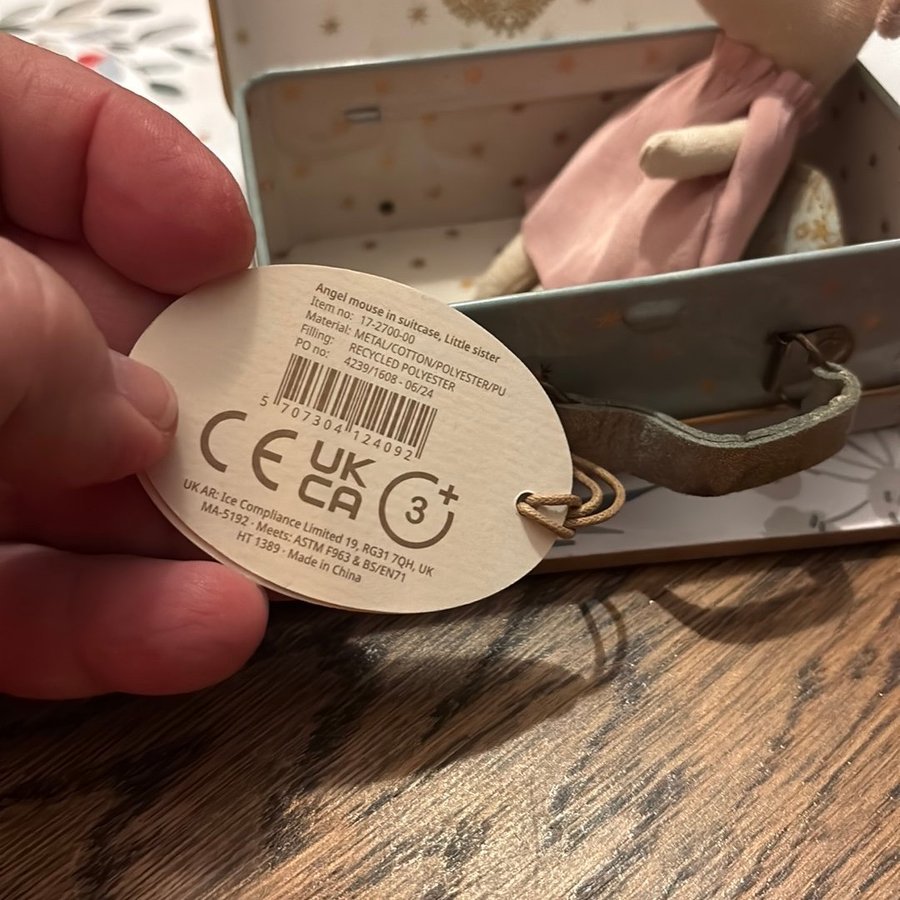 Angel mouse in suitcase, Little sister
Item no: 17-2700-00
Material: METAL/COTTON/POLYESTER/PU
Filling: RECYCLED POLYESTER
PO no: 4239/1608 - 06/24
5 707304 124092
CE UK
CA 3+
UK AR: Ice Compliance Limited 19, RG31 7QH, UK
MA-5192 · Meets: ASTM F963 & BS/EN71
HT 1389 · Made in China